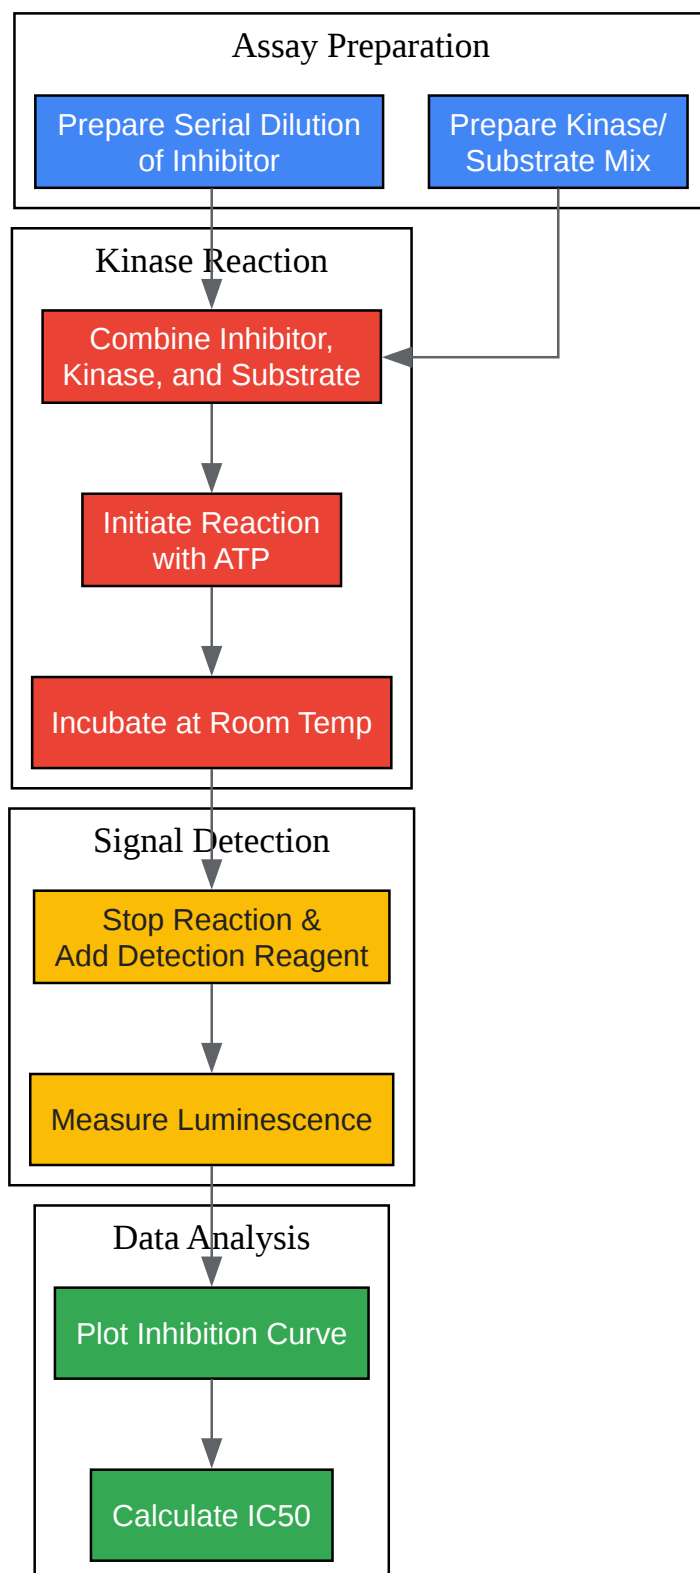 Assay Preparation
Prepare Serial Dilution
of Inhibitor
Prepare Kinase/
Substrate Mix
Kinase Reaction
Combine Inhibitor,
Kinase, and Substrate
Initiate Reaction
with ATP
Incubate at Room Temp
Signal Detection
Stop Reaction &
Add Detection Reagent
Measure Luminescence
Data Analysis
Plot Inhibition Curve
Calculate IC50